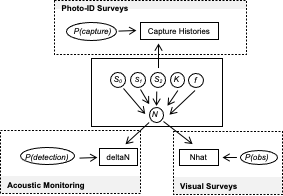 Photo-ID Surveys
P(capture)
Capture Histories
S0 S1 S2 K f
N
P(detection)
deltaN
Nhat
P(obs)
Acoustic Monitoring
Visual Surveys